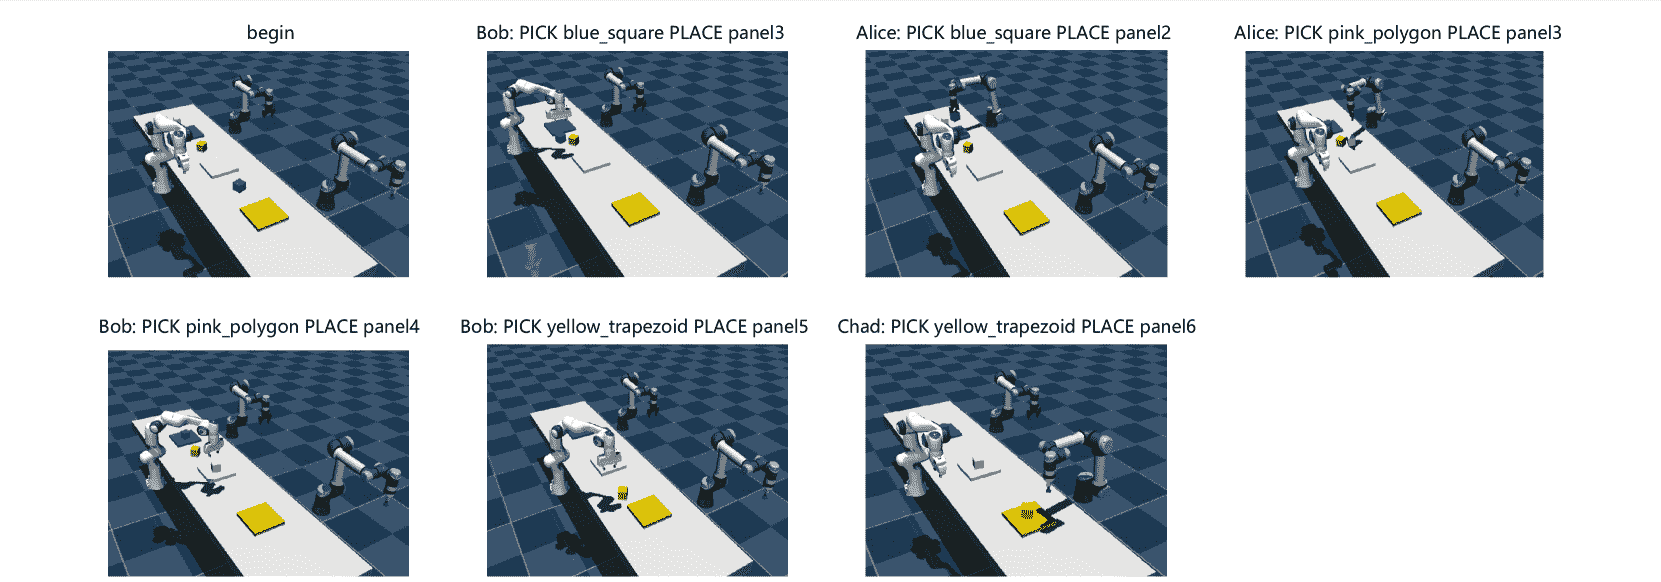 begin
Bob: PICK blue_square PLACE panel3
Alice: PICK blue_square PLACE panel2
Alice: PICK pink_polygon PLACE panel3
Bob: PICK pink_polygon PLACE panel4
Bob: PICK yellow_trapezoid PLACE panel5
Chad: PICK yellow_trapezoid PLACE panel6